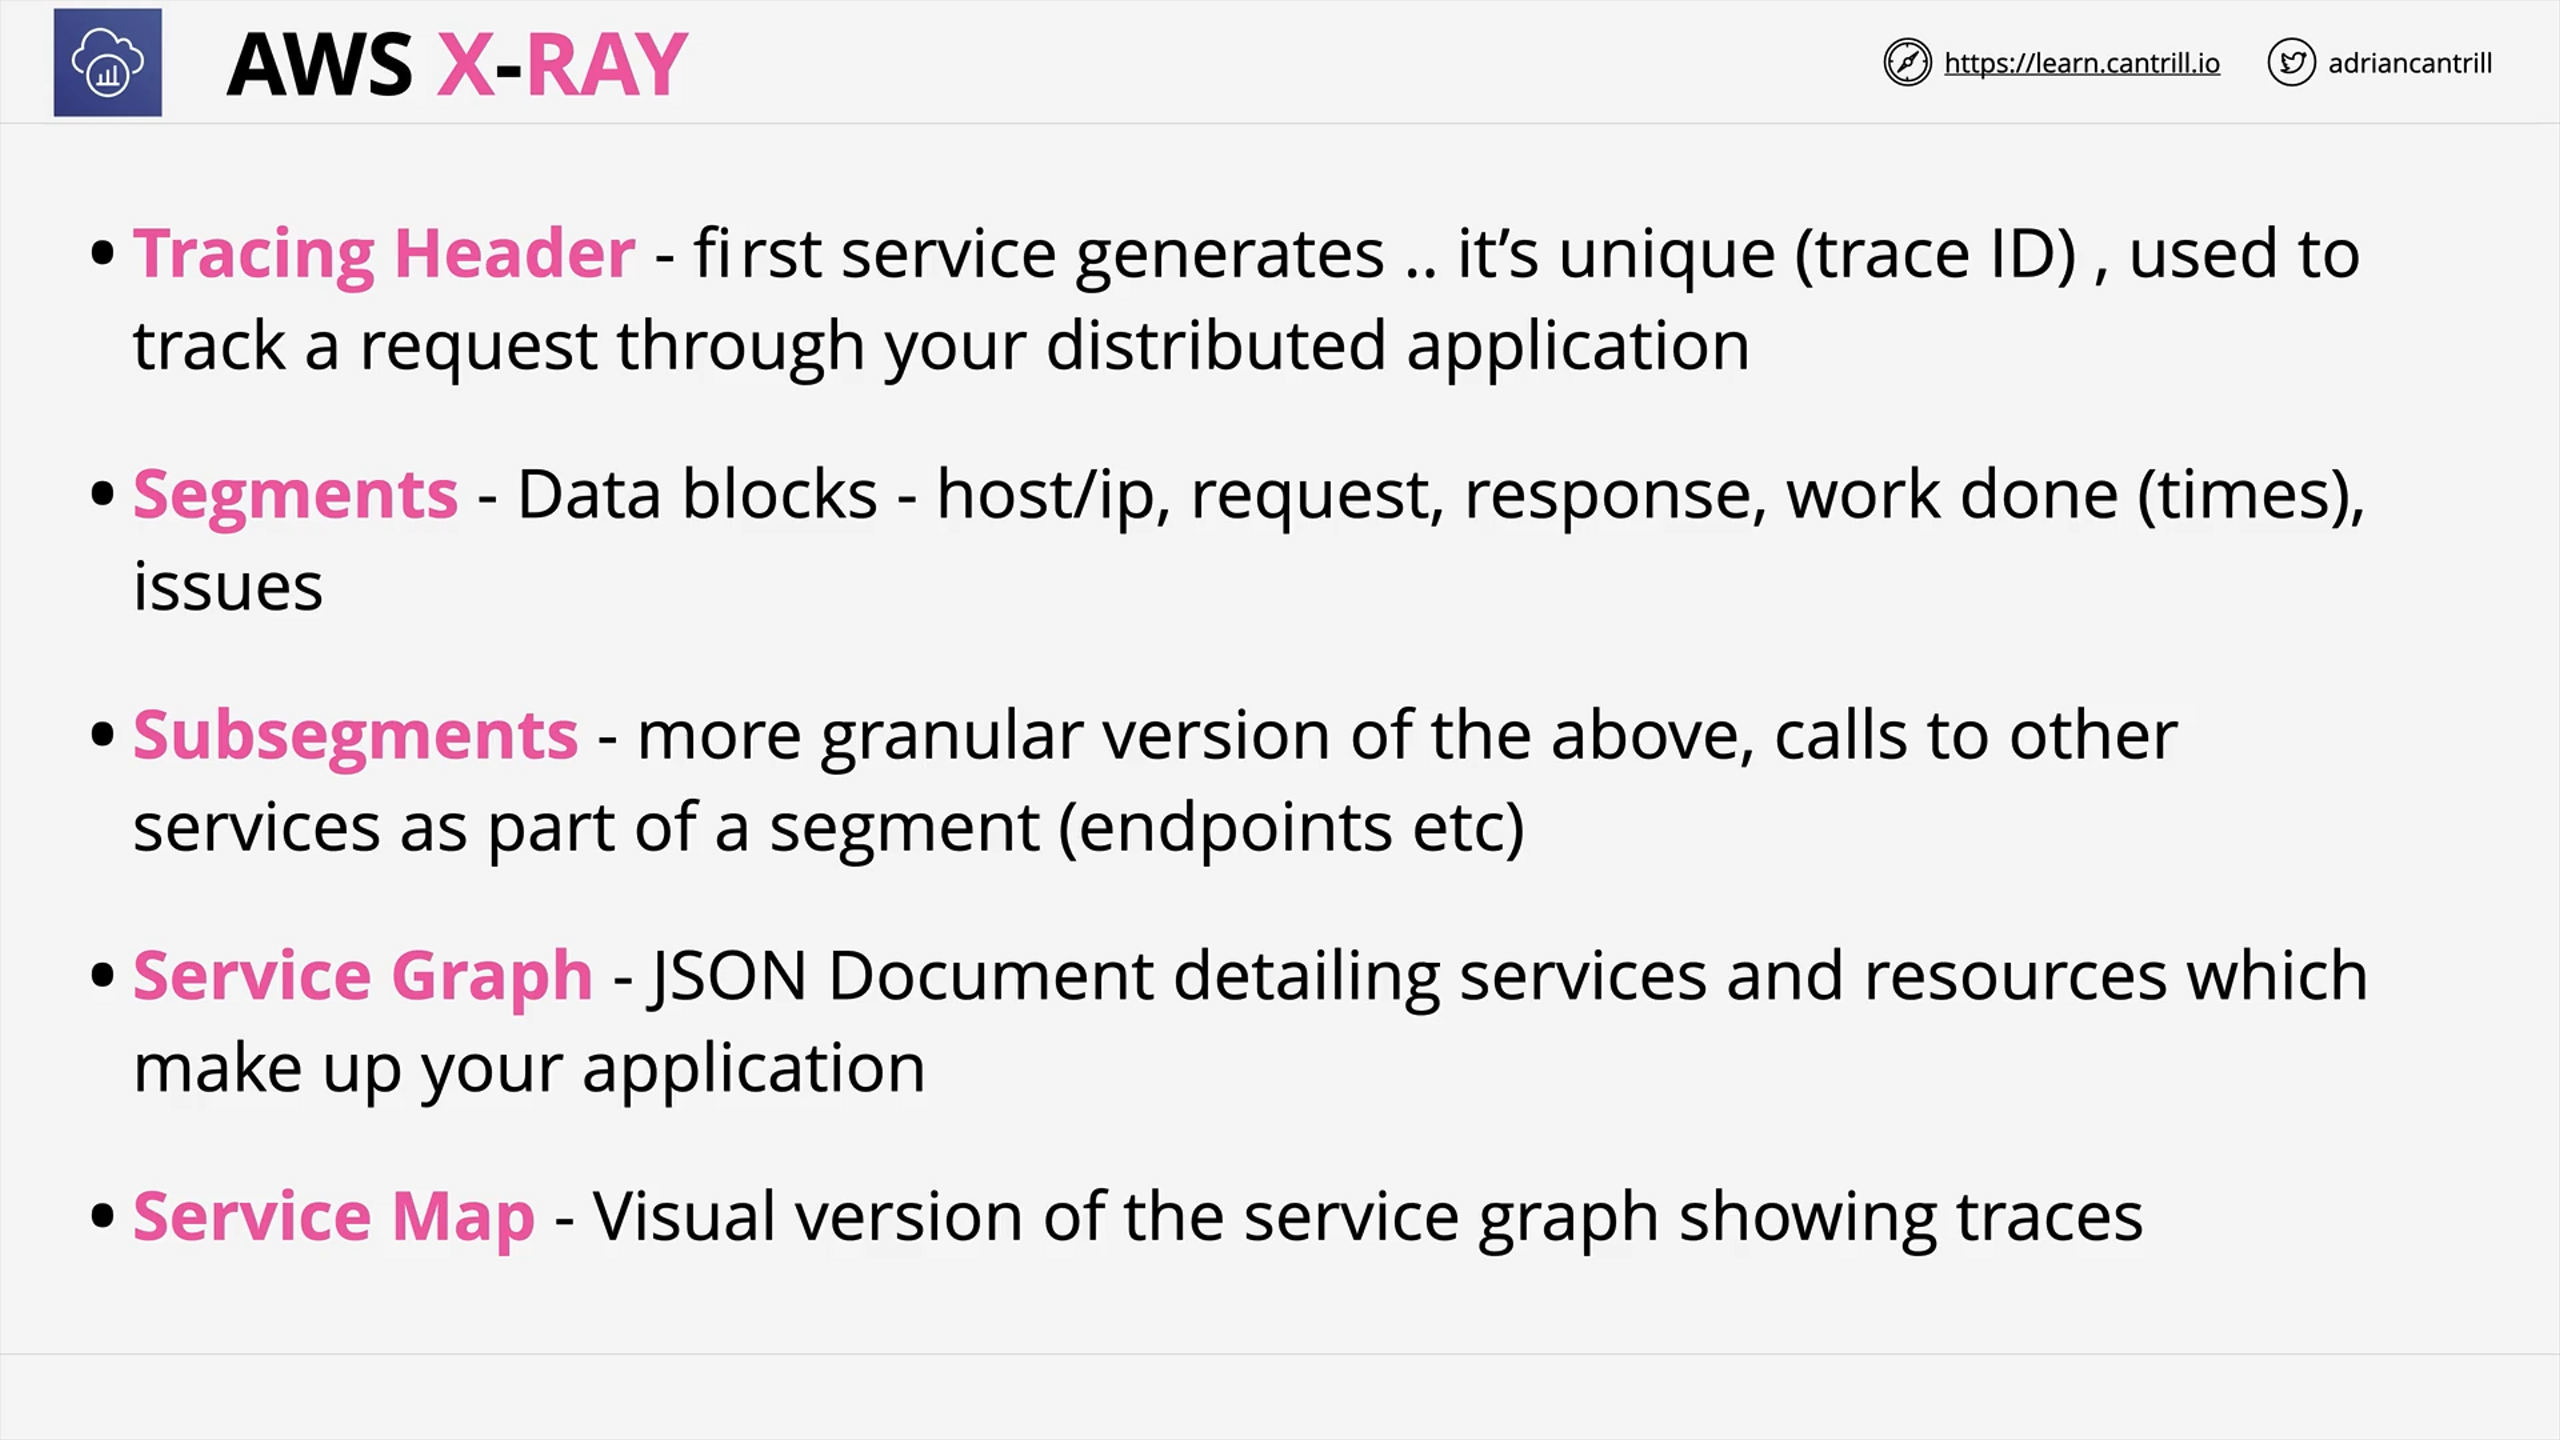 AWS X-RAY
https://learn.cantrill.io
adriancantrill
• Tracing Header - first service generates .. it’s unique (trace ID) , used to
track a request through your distributed application
• Segments - Data blocks - host/ip, request, response, work done (times),
issues
• Subsegments - more granular version of the above, calls to other
services as part of a segment (endpoints etc)
• Service Graph - JSON Document detailing services and resources which
make up your application
• Service Map - Visual version of the service graph showing traces